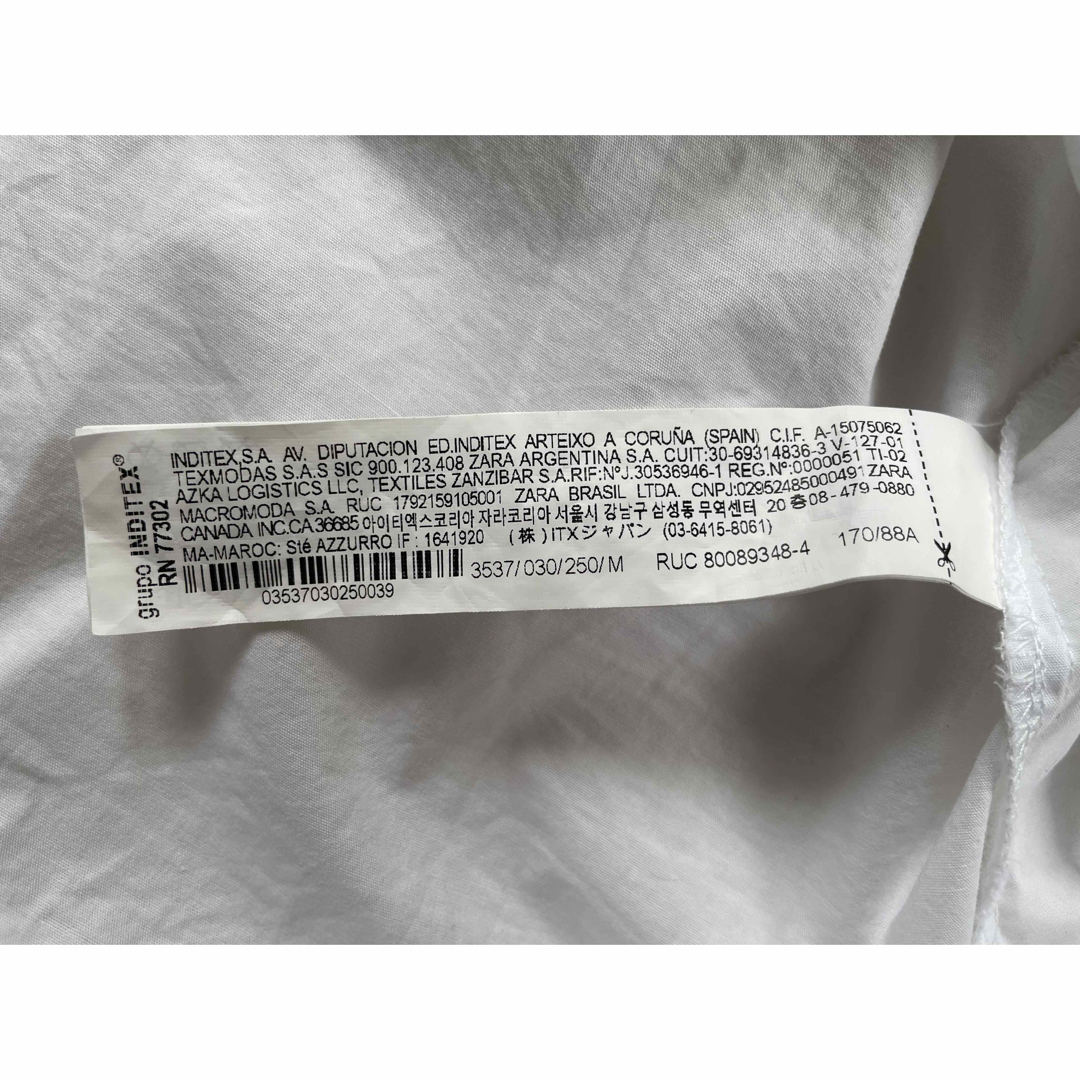 grupo INDITEX®
RN 77302
INDITEX,S.A. AV. DIPUTACION ED.INDITEX ARTEIXO A CORUÑA (SPAIN) C.I.F. A-15075062
TEXMODAS S.A.S SIC 900.123.408 ZARA ARGENTINA S.A. CUIT:30-69314836-3 V-127-01
AZKA LOGISTICS LLC, TEXTILES ZANZIBAR S.A.RIF:NºJ.30536946-1 REG.Nº:0000051 TI-02
MACROMODA S.A. RUC 1792159105001 ZARA BRASIL LTDA. CNPJ:02952485000491ZARA
CANADA INC.CA 36685 아이티엑스코리아 자라코리아 서울시 강남구 삼성동 무역센터 20 층08-479-0880
MA-MAROC: Sté AZZURRO IF : 1641920 (株) ITXジャパン (03-6415-8061)
3537/030/250/M RUC 80089348-4 170/88A
03537030250039